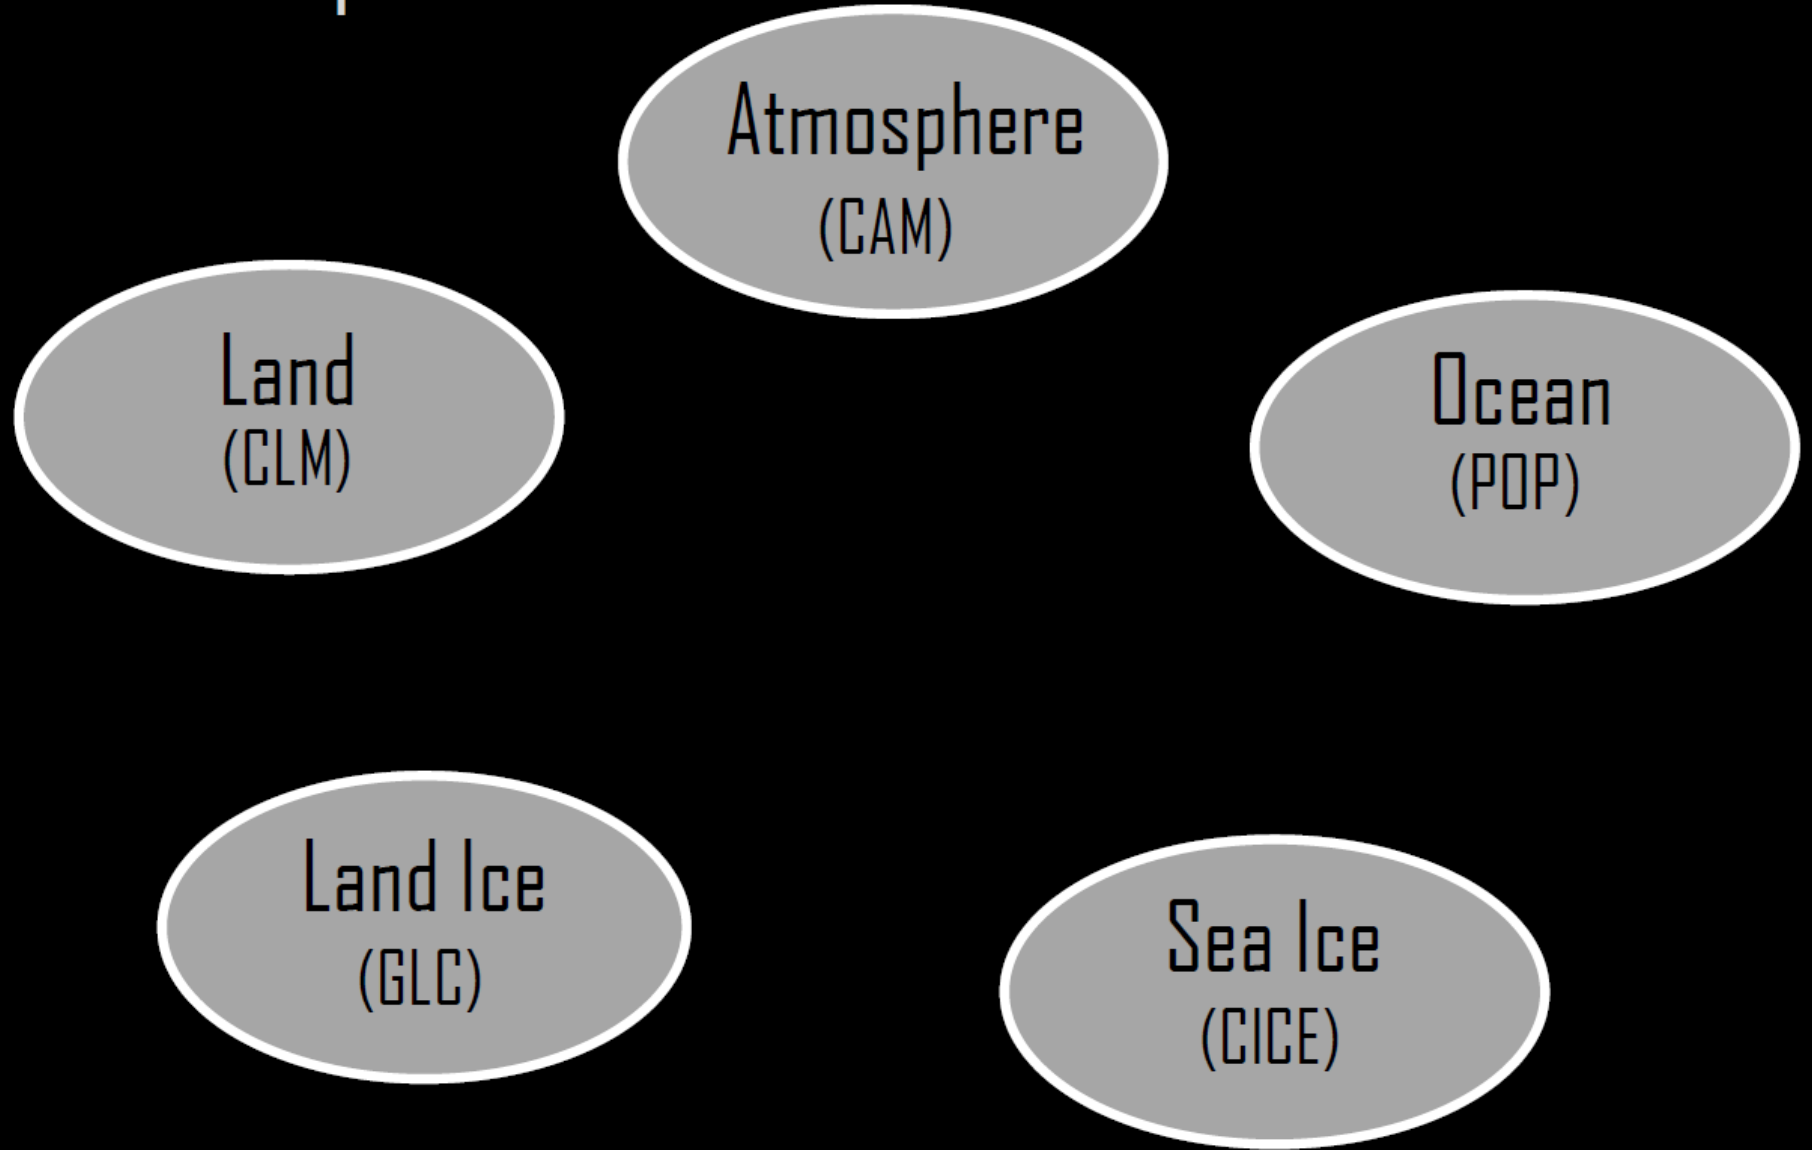 Atmosphere
(CAM)
Land
(CLM)
Ocean
(POP)
Land Ice
(GLC)
Sea Ice
(CICE)